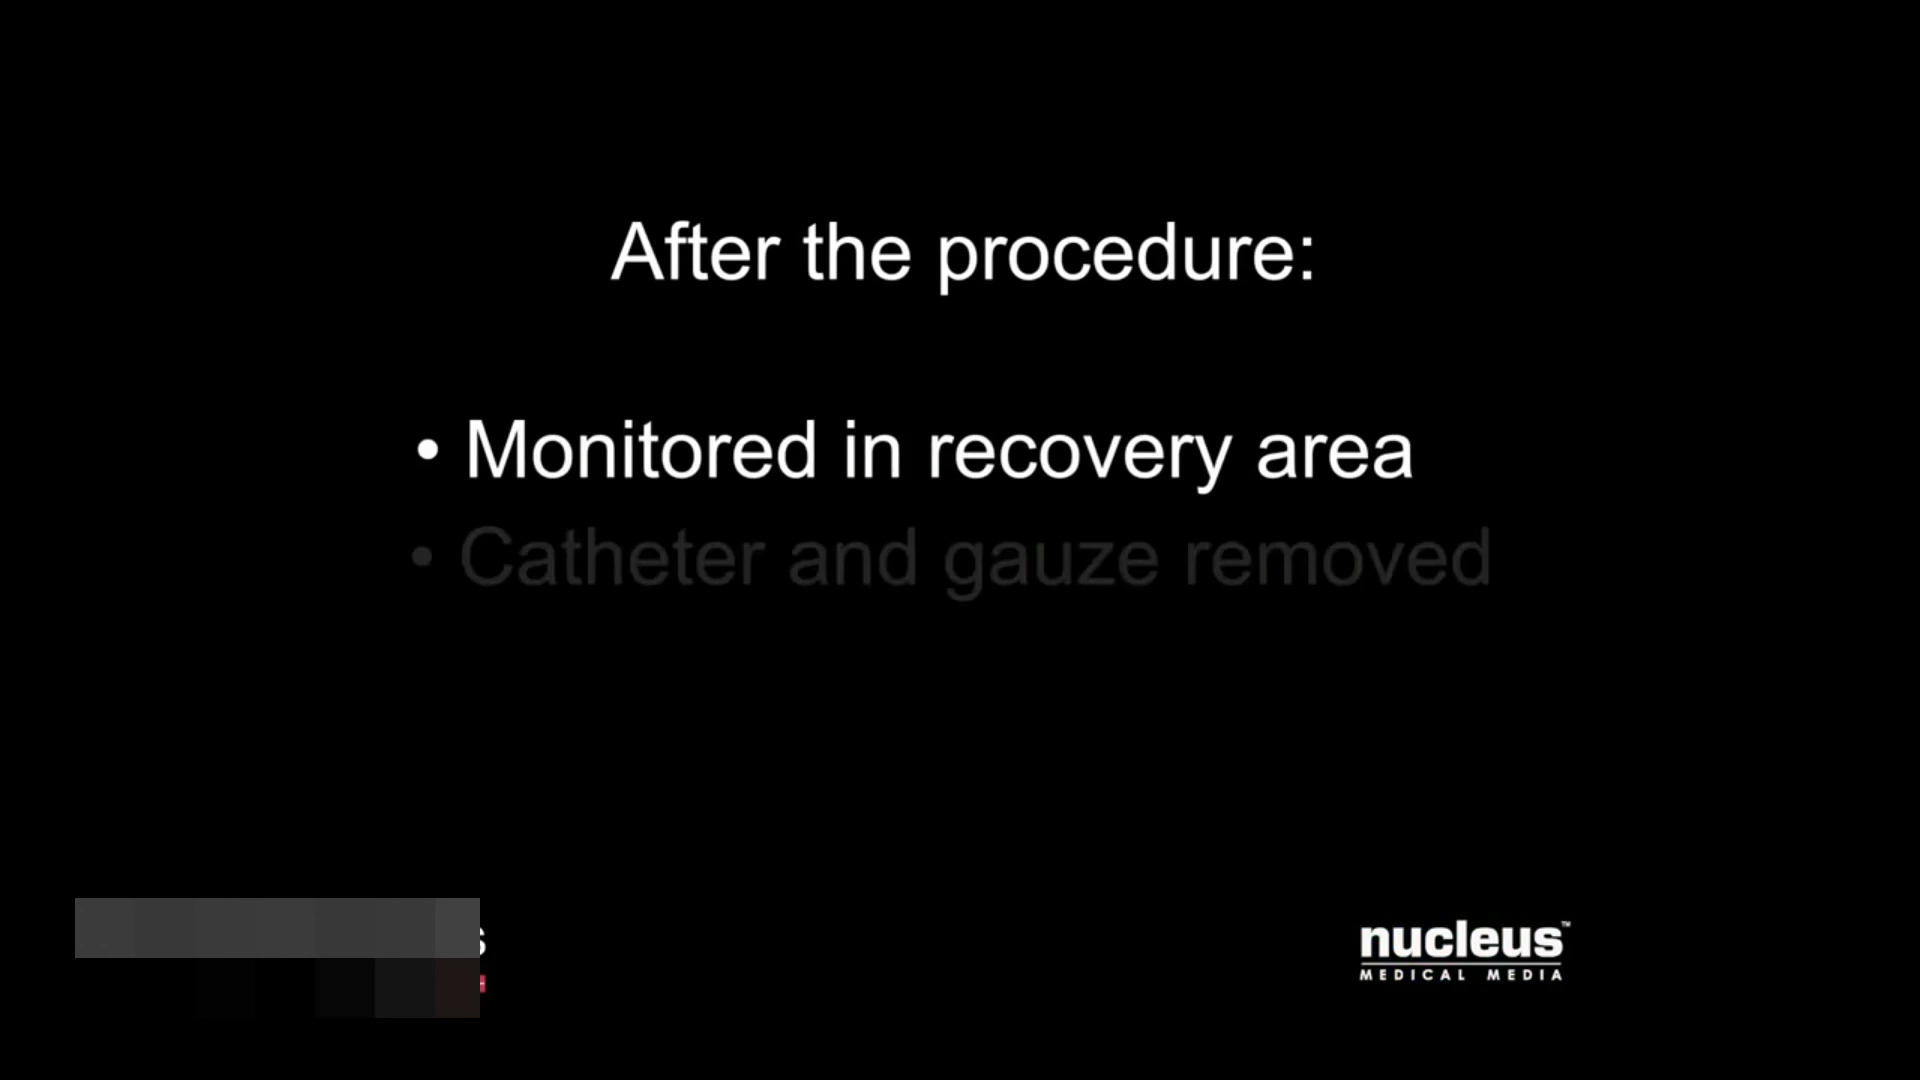 After the procedure:
• Monitored in recovery area
• Catheter and gauze removed
nucleus™
MEDICAL MEDIA